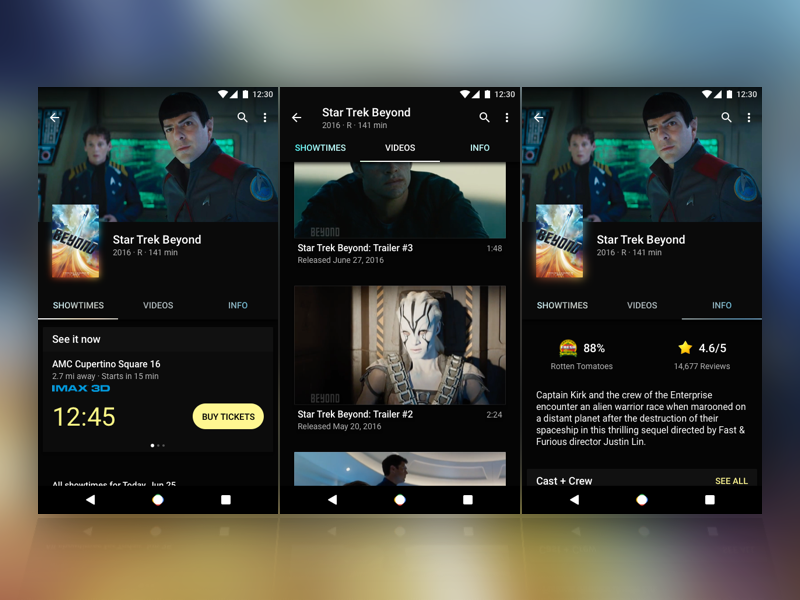 12:30
BEYOND
Star Trek Beyond
2016 · R · 141 min
SHOWTIMES
VIDEOS
INFO
See it now
AMC Cupertino Square 16
2.7 mi away · Starts in 15 min
IMAX 3D
12:45
BUY TICKETS
All showtimes for Today, Jun 25
12:30
Star Trek Beyond
2016 · R · 141 min
SHOWTIMES
VIDEOS
INFO
BEYOND
Star Trek Beyond: Trailer #3
1:48
Released June 27, 2016
BEYOND
Star Trek Beyond: Trailer #2
2:24
Released May 20, 2016
12:30
BEYOND
Star Trek Beyond
2016 · R · 141 min
SHOWTIMES
VIDEOS
INFO
88%
Rotten Tomatoes
4.6/5
14,677 Reviews
Captain Kirk and the crew of the Enterprise
encounter an alien warrior race when marooned on
a distant planet after the destruction of their
spaceship in this thrilling sequel directed by Fast &
Furious director Justin Lin.
Cast + Crew
SEE ALL